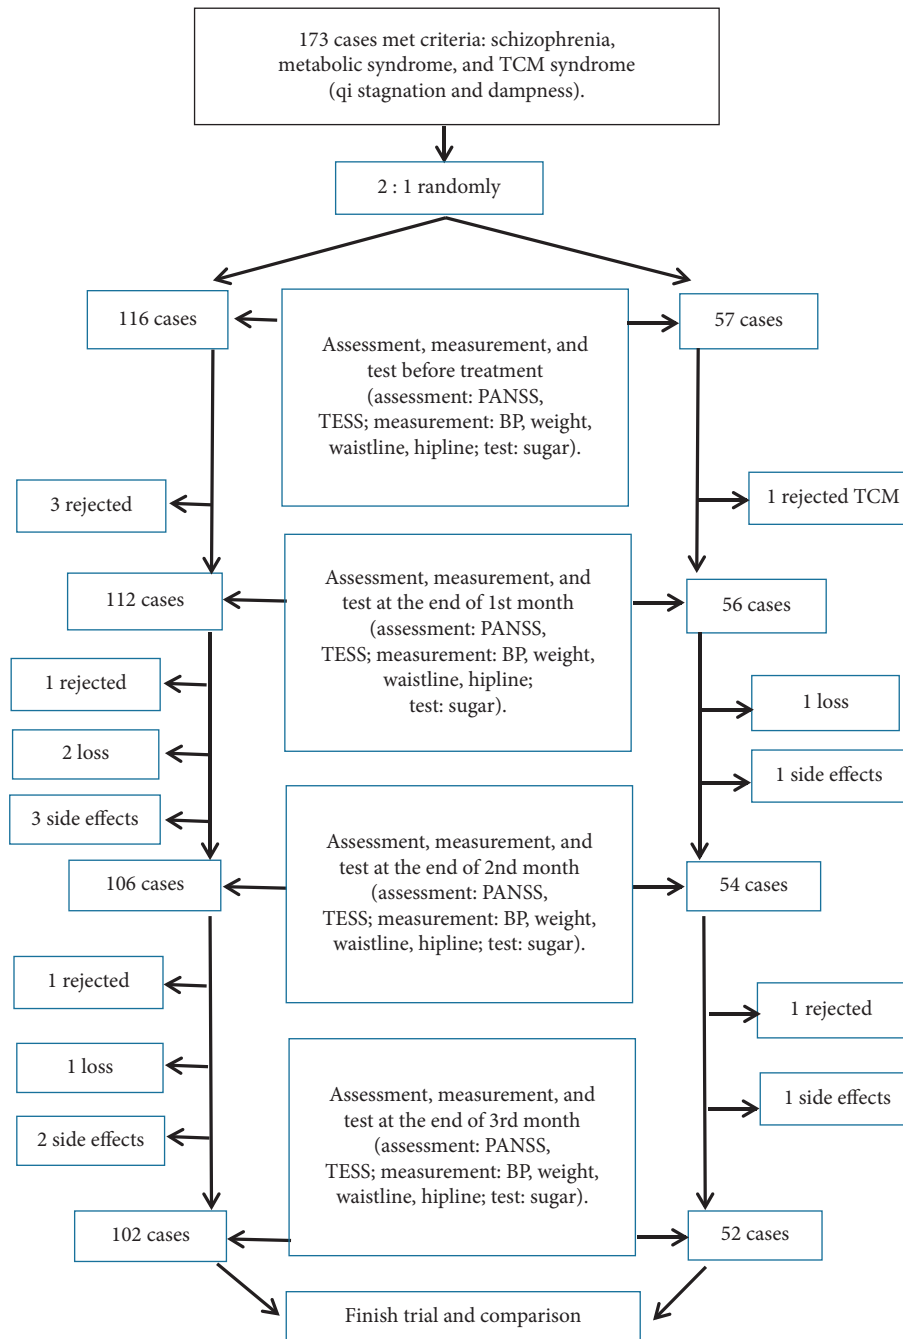 173 cases met criteria: schizophrenia,
metabolic syndrome, and TCM syndrome
(qi stagnation and dampness).
2 : 1 randomly
116 cases
Assessment, measurement, and
test before treatment
(assessment: PANSS,
TESS; measurement: BP, weight,
waistline, hipline; test: sugar).
57 cases
3 rejected
1 rejected TCM
112 cases
Assessment, measurement, and
test at the end of 1st month
(assessment: PANSS,
TESS; measurement: BP, weight,
waistline, hipline;
test: sugar).
56 cases
1 rejected
2 loss
3 side effects
1 loss
1 side effects
106 cases
Assessment, measurement, and
test at the end of 2nd month
(assessment: PANSS,
TESS; measurement: BP, weight,
waistline, hipline; test: sugar).
54 cases
1 rejected
1 loss
2 side effects
1 rejected
1 side effects
Assessment, measurement, and
test at the end of 3rd month
(assessment: PANSS,
TESS; measurement: BP, weight,
waistline, hipline; test: sugar).
102 cases
52 cases
Finish trial and comparison